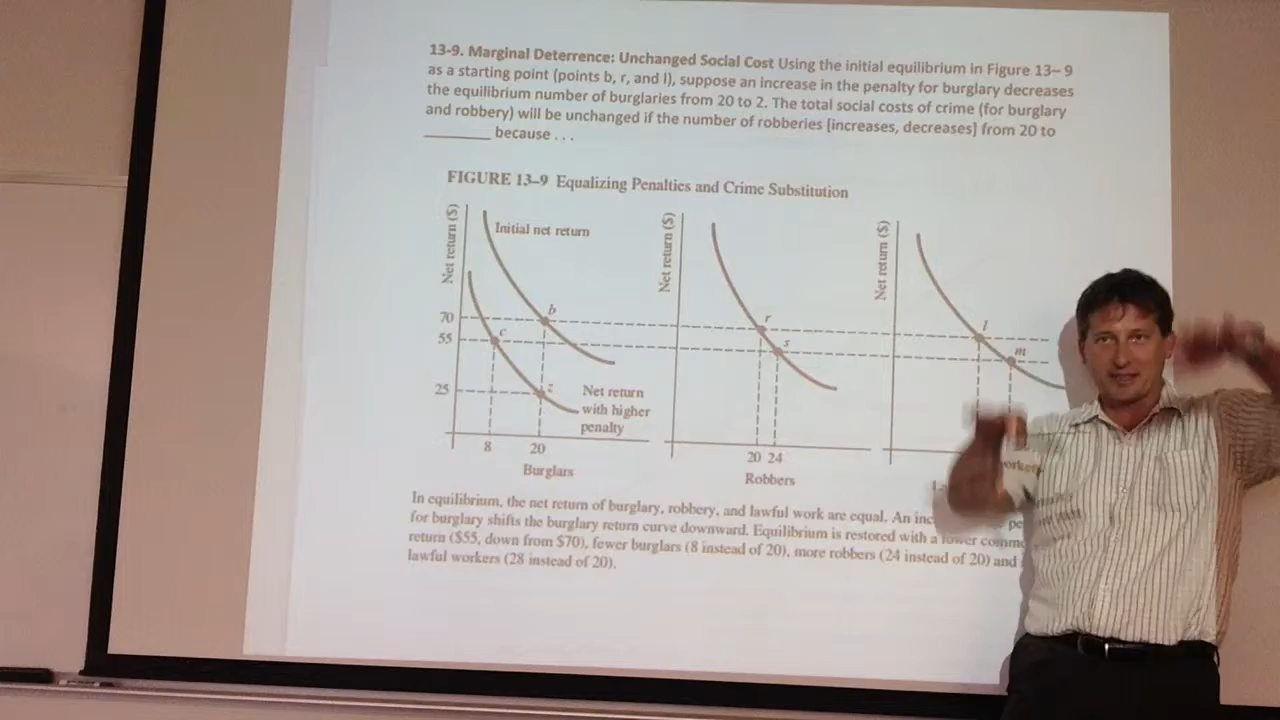 13-9. Marginal Deterrence: Unchanged Social Cost Using the initial equilibrium in Figure 13–9
as a starting point (points b, r, and l), suppose an increase in the penalty for burglary decreases
the equilibrium number of burglaries from 20 to 2. The total social costs of crime (for burglary
and robbery) will be unchanged if the number of robberies [increases, decreases] from 20 to
________ because . . .
FIGURE 13–9 Equalizing Penalties and Crime Substitution
Net return ($)
Initial net return
b
70
c
55
25
z
Net return
with higher
penalty
8
20
Burglars
Net return ($)
r
s
20 24
Robbers
Net return ($)
l
m
In equilibrium, the net return of burglary, robbery, and lawful work are equal. An
for burglary shifts the burglary return curve downward. Equilibrium is restored with a lower
return ($55, down from $70), fewer burglars (8 instead of 20), more robbers (24 instead of 20) and
lawful workers (28 instead of 20).